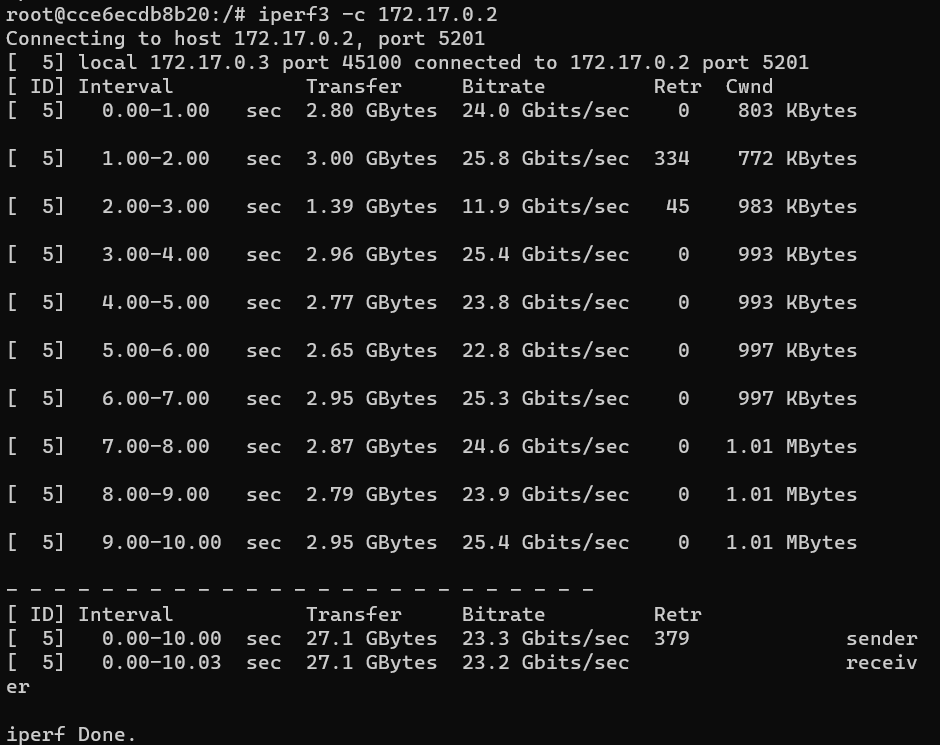 root@cce6ecdb8b20:/# iperf3 -c 172.17.0.2
Connecting to host 172.17.0.2, port 5201
[  5] local 172.17.0.3 port 45100 connected to 172.17.0.2 port 5201
[ ID] Interval           Transfer     Bitrate         Retr  Cwnd
[  5]   0.00-1.00   sec  2.80 GBytes  24.0 Gbits/sec    0    803 KBytes
[  5]   1.00-2.00   sec  3.00 GBytes  25.8 Gbits/sec  334    772 KBytes
[  5]   2.00-3.00   sec  1.39 GBytes  11.9 Gbits/sec   45    983 KBytes
[  5]   3.00-4.00   sec  2.96 GBytes  25.4 Gbits/sec    0    993 KBytes
[  5]   4.00-5.00   sec  2.77 GBytes  23.8 Gbits/sec    0    993 KBytes
[  5]   5.00-6.00   sec  2.65 GBytes  22.8 Gbits/sec    0    997 KBytes
[  5]   6.00-7.00   sec  2.95 GBytes  25.3 Gbits/sec    0    997 KBytes
[  5]   7.00-8.00   sec  2.87 GBytes  24.6 Gbits/sec    0   1.01 MBytes
[  5]   8.00-9.00   sec  2.79 GBytes  23.9 Gbits/sec    0   1.01 MBytes
[  5]   9.00-10.00  sec  2.95 GBytes  25.4 Gbits/sec    0   1.01 MBytes
- - - - - - - - - - - - - - - - - - - - - - - - -
[ ID] Interval           Transfer     Bitrate         Retr
[  5]   0.00-10.00  sec  27.1 GBytes  23.3 Gbits/sec  379             sender
[  5]   0.00-10.03  sec  27.1 GBytes  23.2 Gbits/sec                  receiv
er
iperf Done.